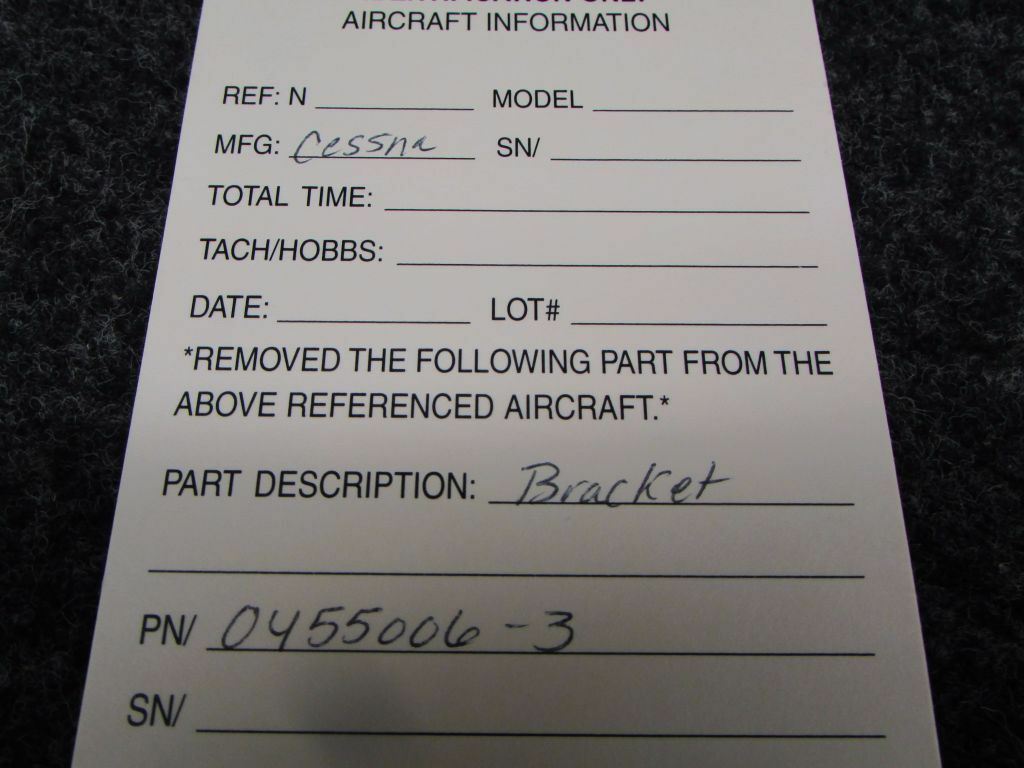 AIRCRAFT INFORMATION
REF: N MODEL
MFG: Cessna SN/
TOTAL TIME:
TACH/HOBBS:
DATE: LOT#
*REMOVED THE FOLLOWING PART FROM THE
ABOVE REFERENCED AIRCRAFT.*
PART DESCRIPTION: Bracket
PN/ 0455006-3
SN/